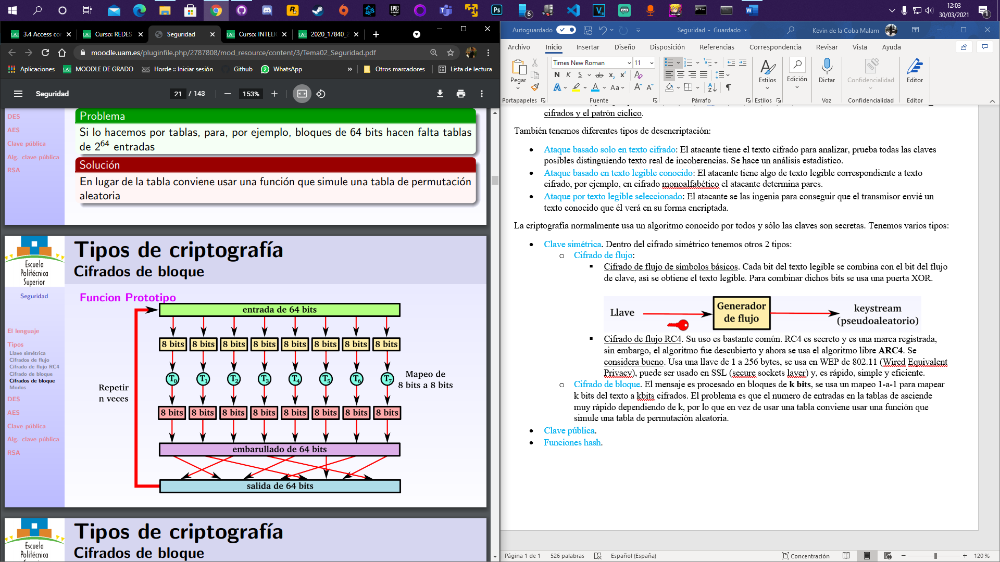 12:03
30/03/2021
6
1
3.4 Access co
Curso: REDES
Seguridad
Curso: INTELI
2020_17840_2
moodle.uam.es/pluginfile.php/2787808/mod_resource/content/3/Tema02_Seguridad.pdf
Aplicaciones
MOODLE DE GRADO
Horde :: Iniciar sesión
Github
WhatsApp
»
Otros marcadores
Lista de lectura
Seguridad
21 / 143
153%
DES
AES
Clave pública
Alg. clave pública
RSA
Problema
Si lo hacemos por tablas, para, por ejemplo, bloques de 64 bits hacen falta tablas
de 2^64 entradas
Solución
En lugar de la tabla conviene usar una función que simule una tabla de permutación
aleatoria
Escuela
Politécnica
Superior
Tipos de criptografía
Cifrados de bloque
Seguridad
El lenguaje
Tipos
Llave simétrica
Cifrados de flujo
Cifrado de flujo RC4
Cifrado de bloque
Cifrados de bloque
Modos
DES
AES
Clave pública
Alg. clave pública
RSA
Funcion Prototipo
entrada de 64 bits
8 bits 8 bits 8 bits 8 bits 8 bits 8 bits 8 bits 8 bits
T0 T1 T2 T3 T4 T5 T6 T7
Mapeo de
8 bits a 8 bits
Repetir
n veces
8 bits 8 bits 8 bits 8 bits 8 bits 8 bits 8 bits 8 bits
embarullado de 64 bits
salida de 64 bits
Escuela
Politécnica
Tipos de criptografía
Cifrados de bloque
Autoguardado
Seguridad - Guardado
Kevin de la Coba Malam
Archivo Inicio Insertar Diseño Disposición Referencias Correspondencia Revisar Vista Ayuda
Pegar
Times New Roman 11
N K S ab x2 x2
A A Aa A A
Estilos
Edición
Dictar
Confidencialidad
Editor
Portapapeles Fuente Párrafo Estilos Voz Confidencialidad Editor
cifrados y el patrón cíclico.
También tenemos diferentes tipos de desencriptación:
• Ataque basado solo en texto cifrado: El atacante tiene el texto cifrado para analizar, prueba todas las claves
posibles distinguiendo texto real de incoherencias. Se hace un análisis estadístico.
• Ataque basado en texto legible conocido: El atacante tiene algo de texto legible correspondiente a texto
cifrado, por ejemplo, en cifrado monoalfabético el atacante determina pares.
• Ataque por texto legible seleccionado: El atacante se las ingenia para conseguir que el transmisor envié un
texto conocido que él verá en su forma encriptada.
La criptografía normalmente usa un algoritmo conocido por todos y sólo las claves son secretas. Tenemos varios tipos:
• Clave simétrica. Dentro del cifrado simétrico tenemos otros 2 tipos:
o Cifrado de flujo:
▪ Cifrado de flujo de símbolos básicos. Cada bit del texto legible se combina con el bit del flujo
de clave, así se obtiene el texto legible. Para combinar dichos bits se usa una puerta XOR.
Llave
Generador
de flujo
keystream
(pseudoaleatorio)
▪ Cifrado de flujo RC4. Su uso es bastante común. RC4 es secreto y es una marca registrada,
sin embargo, el algoritmo fue descubierto y ahora se usa el algoritmo libre ARC4. Se
considera bueno. Usa una llave de 1 a 256 bytes, se usa en WEP de 802.11 (Wired Equivalent
Privacy), puede ser usado en SSL (secure sockets layer) y, es rápido, simple y eficiente.
o Cifrado de bloque. El mensaje es procesado en bloques de k bits, se usa un mapeo 1-a-1 para mapear
k bits del texto a kbits cifrados. El problema es que el numero de entradas en la tablas de asciende
muy rápido dependiendo de k, por lo que en vez de usar una tabla conviene usar una función que
simule una tabla de permutación aleatoria.
• Clave pública.
• Funciones hash.
Página 1 de 1
526 palabras
Español (España)
Concentración
120 %